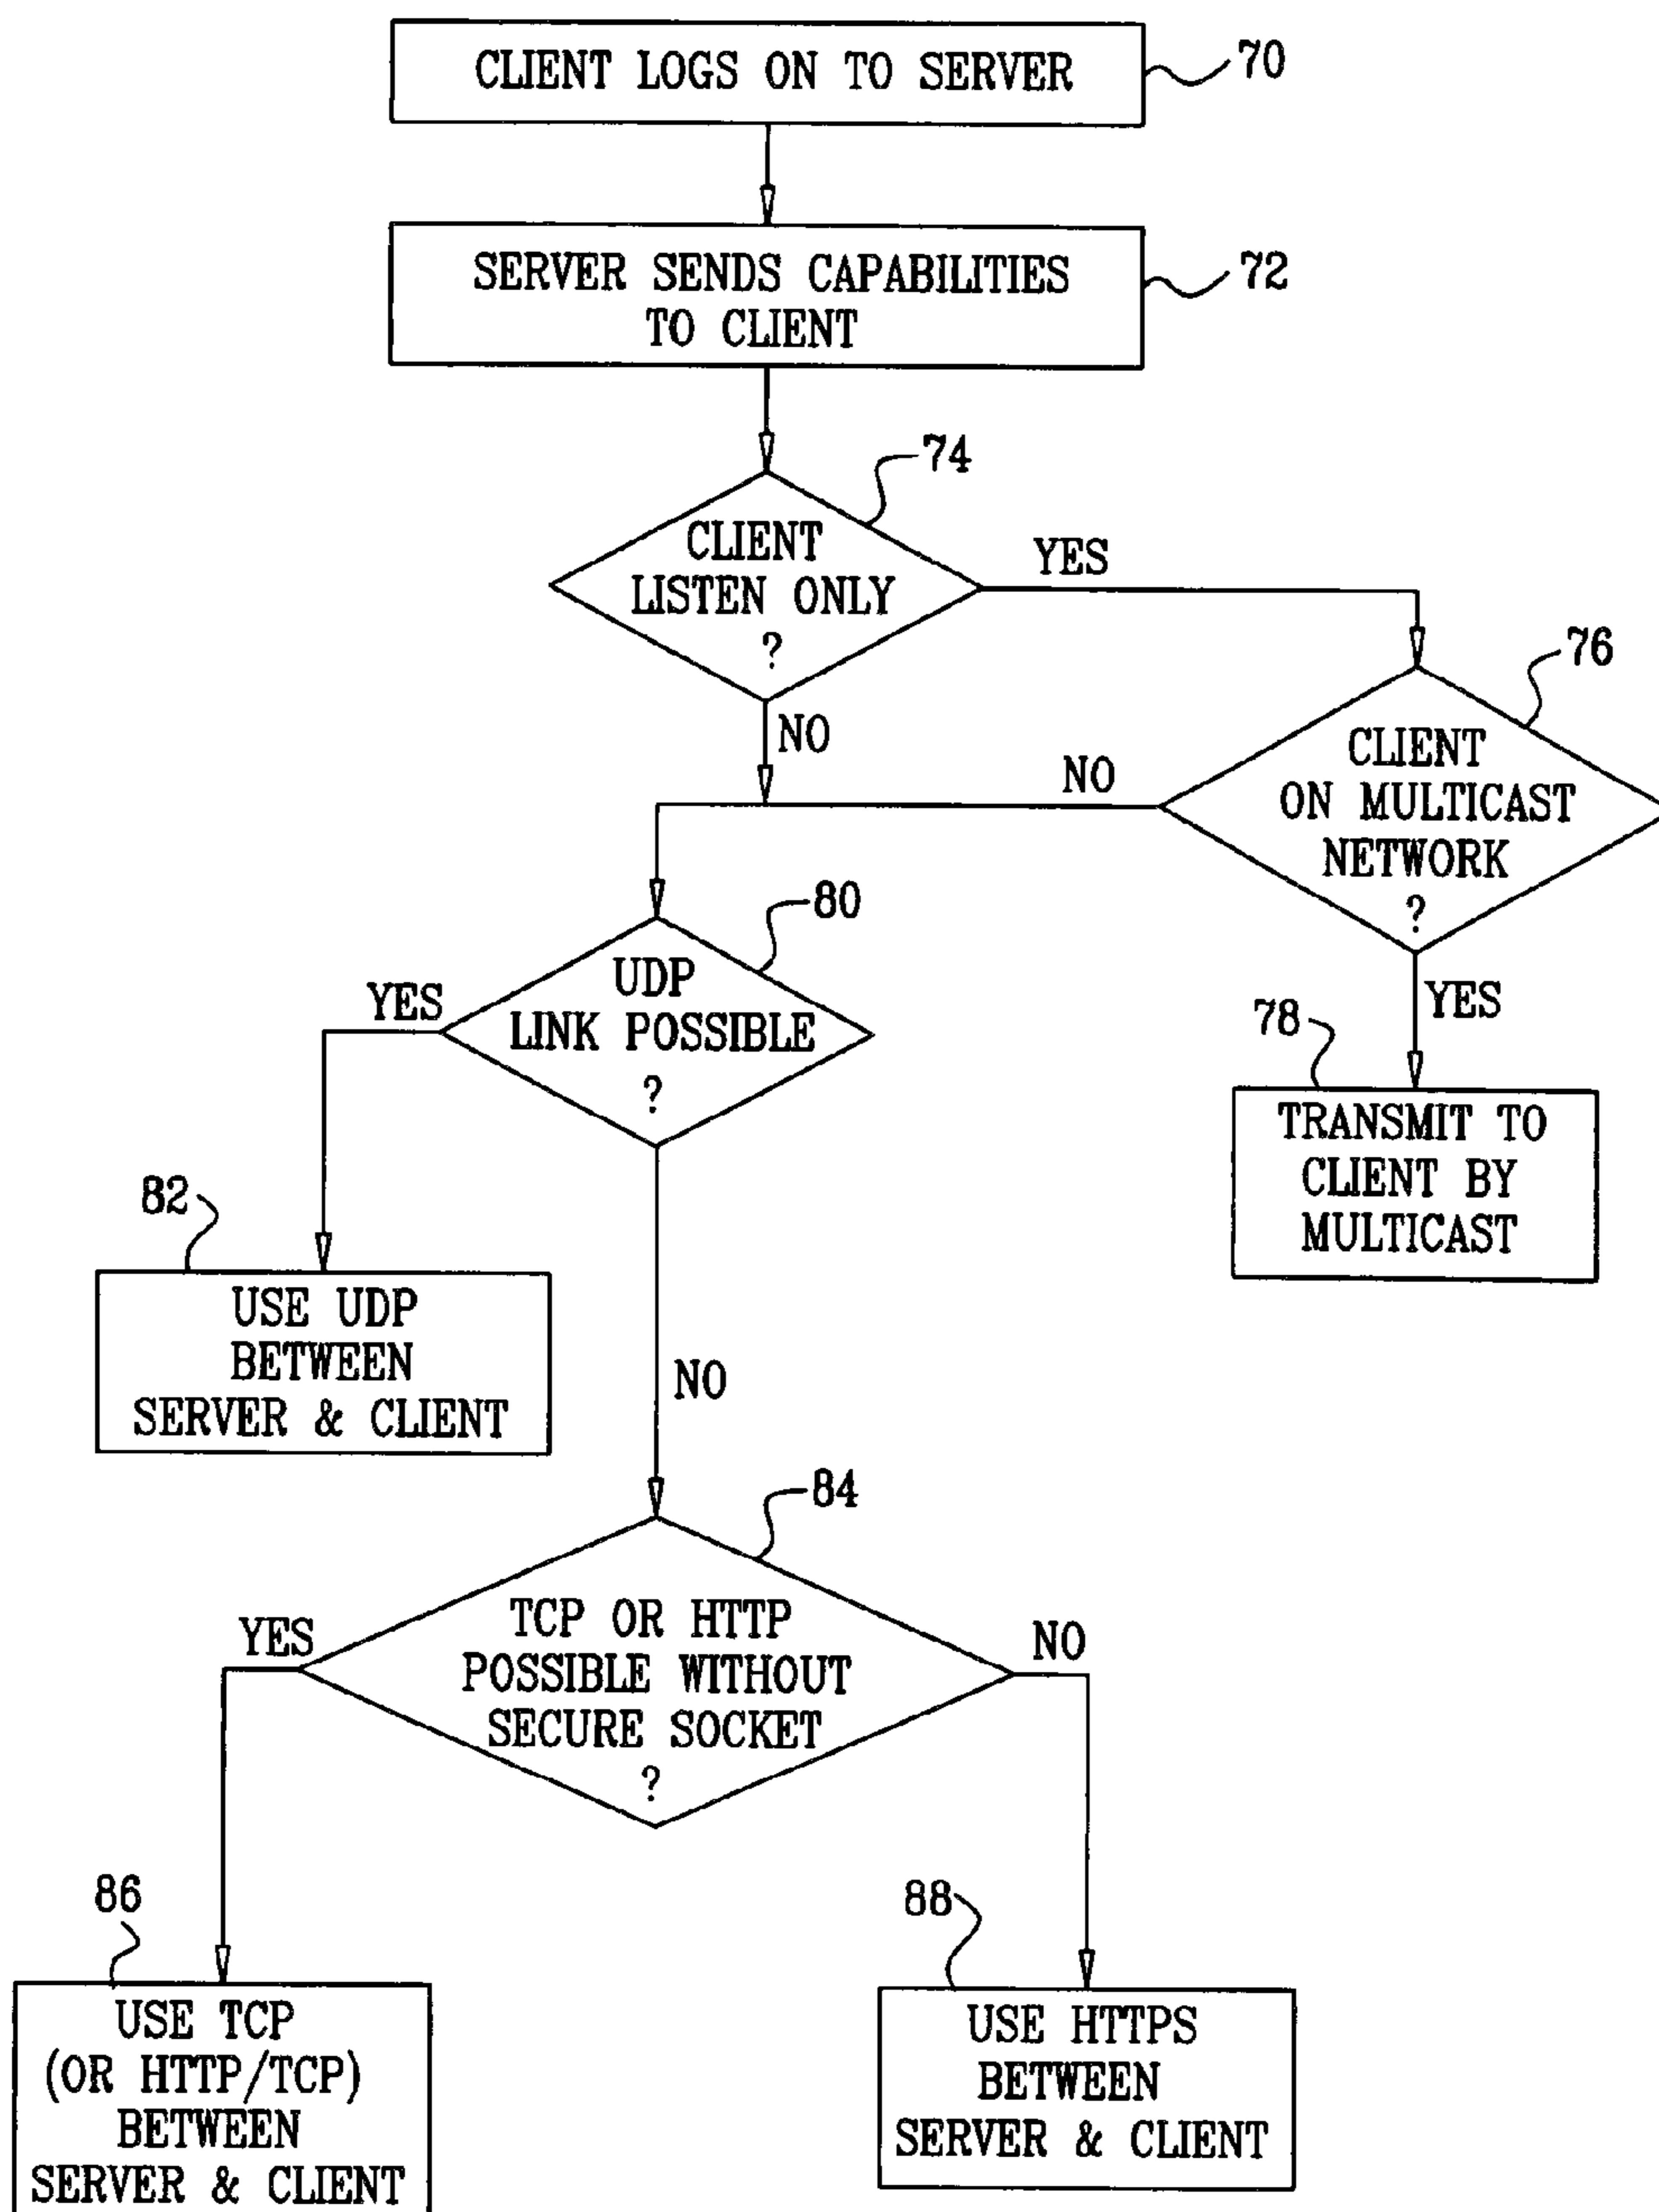 CLIENT LOGS ON TO SERVER
70
SERVER SENDS CAPABILITIES
TO CLIENT
72
74
CLIENT
LISTEN ONLY
?
YES
NO
76
CLIENT
ON MULTICAST
NETWORK
?
NO
YES
78
TRANSMIT TO
CLIENT BY
MULTICAST
80
UDP
LINK POSSIBLE
?
YES
NO
82
USE UDP
BETWEEN
SERVER & CLIENT
84
TCP OR HTTP
POSSIBLE WITHOUT
SECURE SOCKET
?
YES
NO
86
USE TCP
(OR HTTP/TCP)
BETWEEN
SERVER & CLIENT
88
USE HTTPS
BETWEEN
SERVER & CLIENT